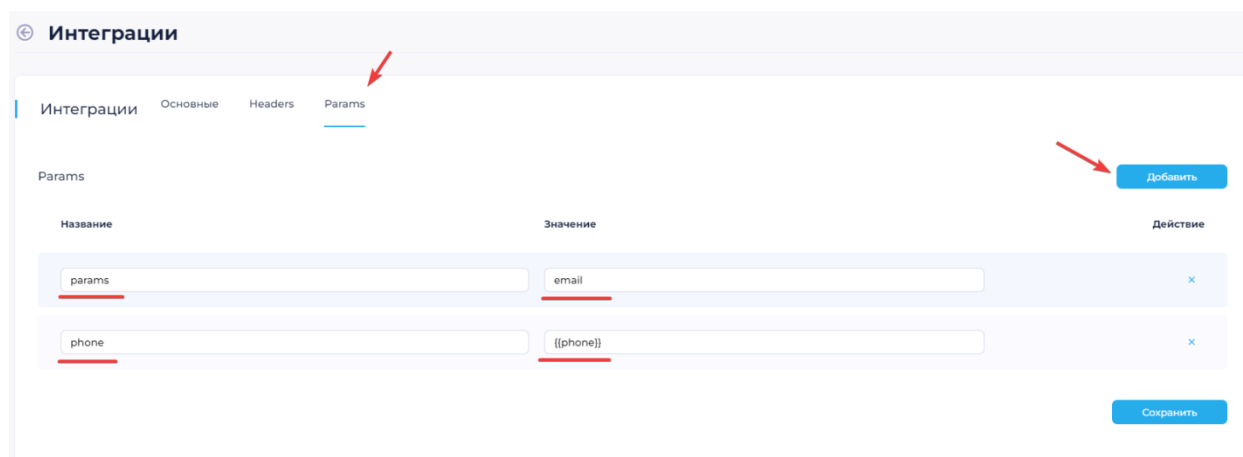 Интеграции
Интеграции Основные Headers Params
Params Добавить
Название Значение Действие
params email ×
phone {{phone}} ×
Сохранить